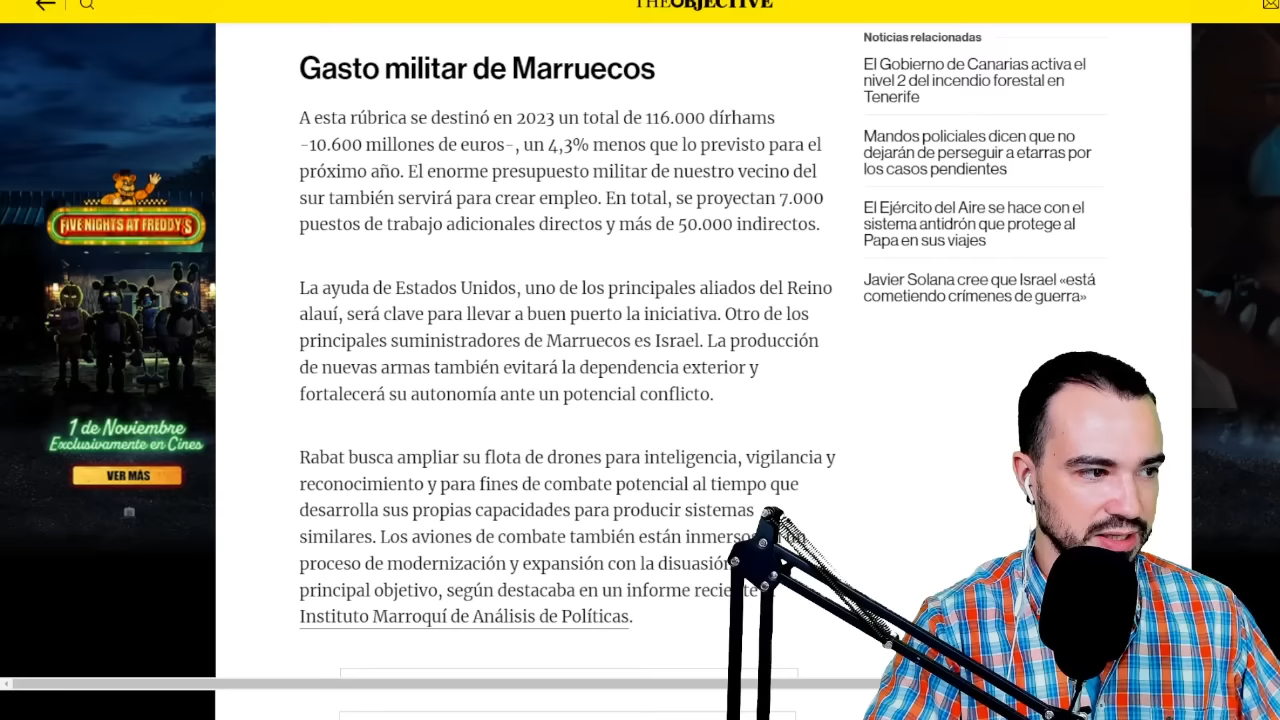 THEOBJECTIVE
Gasto militar de Marruecos
A esta rúbrica se destinó en 2023 un total de 116.000 dírhams
-10.600 millones de euros-, un 4,3% menos que lo previsto para el
próximo año. El enorme presupuesto militar de nuestro vecino del
sur también servirá para crear empleo. En total, se proyectan 7.000
puestos de trabajo adicionales directos y más de 50.000 indirectos.
La ayuda de Estados Unidos, uno de los principales aliados del Reino
alauí, será clave para llevar a buen puerto la iniciativa. Otro de los
principales suministradores de Marruecos es Israel. La producción
de nuevas armas también evitará la dependencia exterior y
fortalecerá su autonomía ante un potencial conflicto.
Rabat busca ampliar su flota de drones para inteligencia, vigilancia y
reconocimiento y para fines de combate potencial al tiempo que
desarrolla sus propias capacidades para producir sistemas
similares. Los aviones de combate también están inmersos
proceso de modernización y expansión con la disuasión
principal objetivo, según destacaba en un informe reciente
Instituto Marroquí de Análisis de Políticas.
Noticias relacionadas
El Gobierno de Canarias activa el
nivel 2 del incendio forestal en
Tenerife
Mandos policiales dicen que no
dejarán de perseguir a etarras por
los casos pendientes
El Ejército del Aire se hace con el
sistema antidrón que protege al
Papa en sus viajes
Javier Solana cree que Israel «está
cometiendo crímenes de guerra»
FIVE NIGHTS AT FREDDY'S
1 de Noviembre
Exclusivamente en Cines
VER MÁS